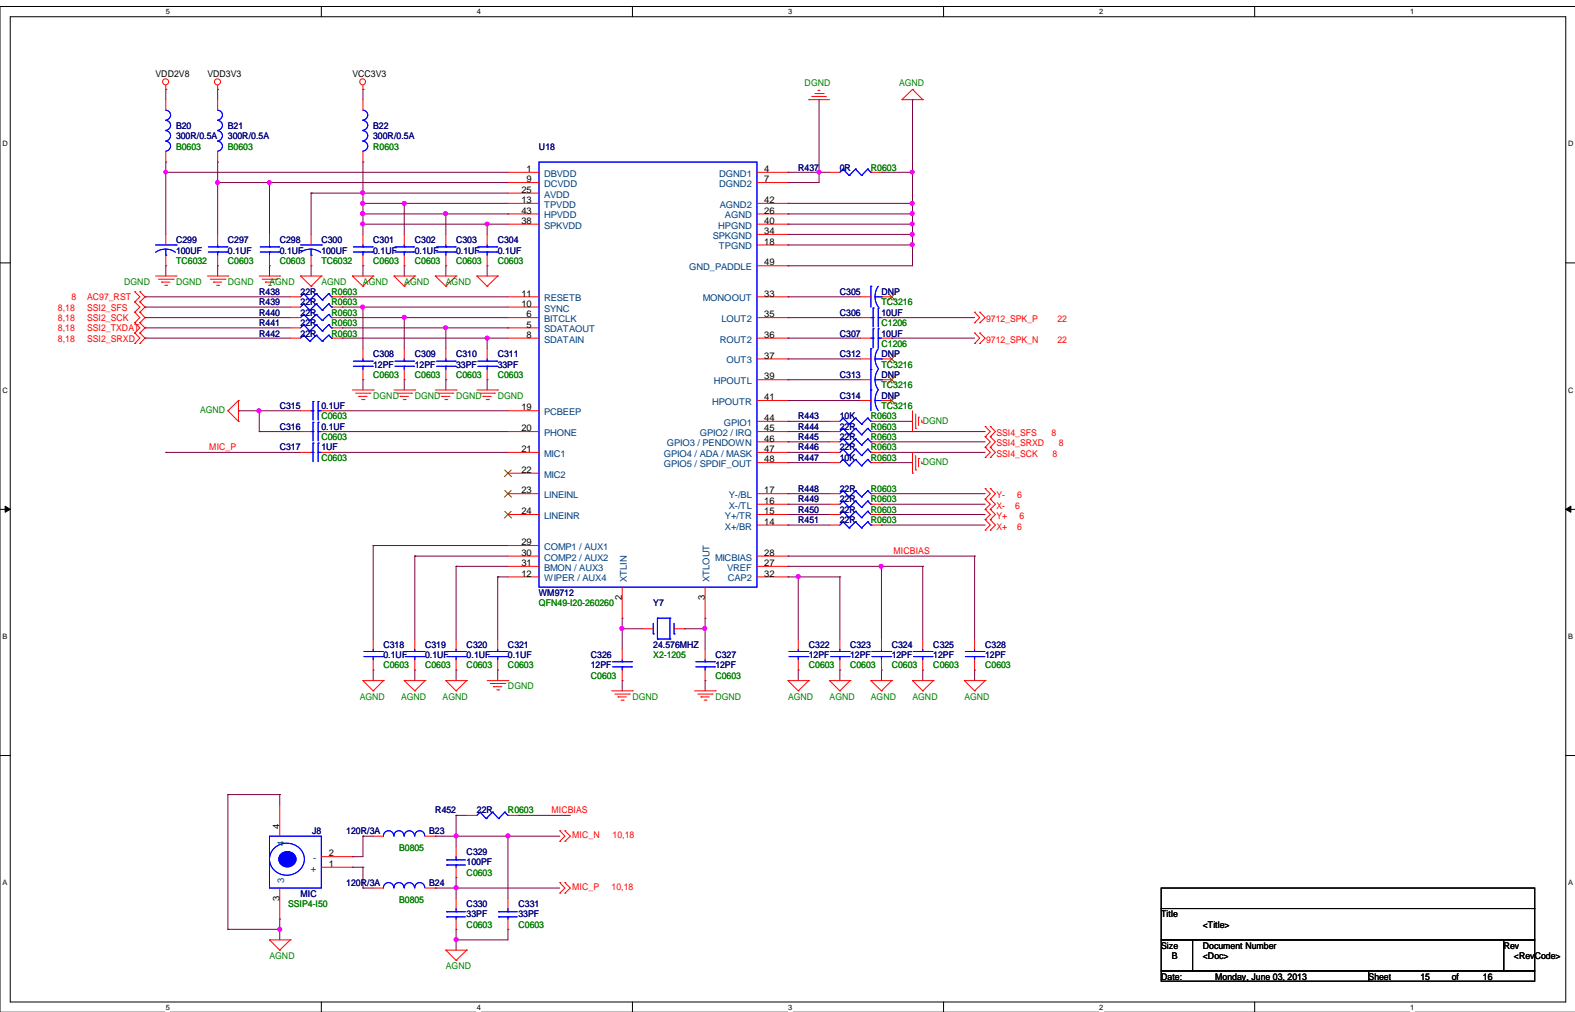 5 4 3 2 1
D D
C C
B B
A A
VDD2V8 VDD3V3 VCC3V3
B20
300R/0.5A
B0603
B21
300R/0.5A
B0603
B22
300R/0.5A
R0603
DGND AGND
U18
1 DBVDD
9 DCVDD
25 AVDD
13 TPVDD
43 HPVDD
38 SPKVDD
DGND1 4 R437 0R R0603
DGND2 7
AGND2 42
AGND 26
HPGND 40
SPKGND 34
TPGND 18
GND_PADDLE 49
C299
100UF
TC6032
C297
0.1UF
C0603
C298
0.1UF
C0603
C300
100UF
TC6032
C301
0.1UF
C0603
C302
0.1UF
C0603
C303
0.1UF
C0603
C304
0.1UF
C0603
DGND DGND DGND AGND AGND AGND AGND AGND
8 AC97_RST R438 22R R0603 11 RESETB
8,18 SSI2_SFS R439 22R R0603 10 SYNC
8,18 SSI2_SCK R440 22R R0603 6 BITCLK
8,18 SSI2_TXDA R441 22R R0603 5 SDATAOUT
8,18 SSI2_SRXD R442 22R R0603 8 SDATAIN
MONOOUT 33 C305 DNP TC3216
LOUT2 35 C306 10UF C1206 9712_SPK_P 22
ROUT2 36 C307 10UF C1206 9712_SPK_N 22
OUT3 37 C312 DNP TC3216
HPOUTL 39 C313 DNP TC3216
HPOUTR 41 C314 DNP TC3216
C308
12PF
C0603
C309
12PF
C0603
C310
33PF
C0603
C311
33PF
C0603
DGND DGND DGND DGND
AGND C315 0.1UF C0603 19 PCBEEP
C316 0.1UF C0603 20 PHONE
MIC_P C317 1UF C0603 21 MIC1
22 MIC2
23 LINEINL
24 LINEINR
GPIO1 44 R443 10K R0603 DGND
GPIO2 / IRQ 45 R444 22R R0603 SSI4_SFS 8
GPIO3 / PENDOWN 46 R445 22R R0603 SSI4_SRXD 8
GPIO4 / ADA / MASK 47 R446 22R R0603 SSI4_SCK 8
GPIO5 / SPDIF_OUT 48 R447 10K R0603 DGND
Y-/BL 17 R448 22R R0603 Y- 6
X-/TL 16 R449 22R R0603 X- 6
Y+/TR 15 R450 22R R0603 Y+ 6
X+/BR 14 R451 22R R0603 X+ 6
29 COMP1 / AUX1
30 COMP2 / AUX2
31 BMON / AUX3
12 WIPER / AUX4
MICBIAS 28 MICBIAS
VREF 27
CAP2 32
XTLIN 2
XTLOUT 3
WM9712
QFN49-I20-260260
Y7
24.576MHZ
X2-1205
C318
0.1UF
C0603
C319
0.1UF
C0603
C320
0.1UF
C0603
C321
0.1UF
C0603
AGND AGND AGND DGND
C326
12PF
C0603
C327
12PF
C0603
DGND DGND
C322
12PF
C0603
C323
12PF
C0603
C324
12PF
C0603
C325
12PF
C0603
C328
12PF
C0603
AGND AGND AGND AGND AGND
R452 22R R0603 MICBIAS
J8
4
4
2 -
1 +
3
3
MIC
SSIP4-I50
AGND
120R/3A B23
B0805
MIC_N 10,18
C329
100PF
C0603
120R/3A B24
B0805
MIC_P 10,18
C330
33PF
C0603
C331
33PF
C0603
AGND
Title
<Title>
Size Document Number Rev
B <Doc> <RevCode>
Date: Monday, June 03, 2013 Sheet 15 of 16
5 4 3 2 1